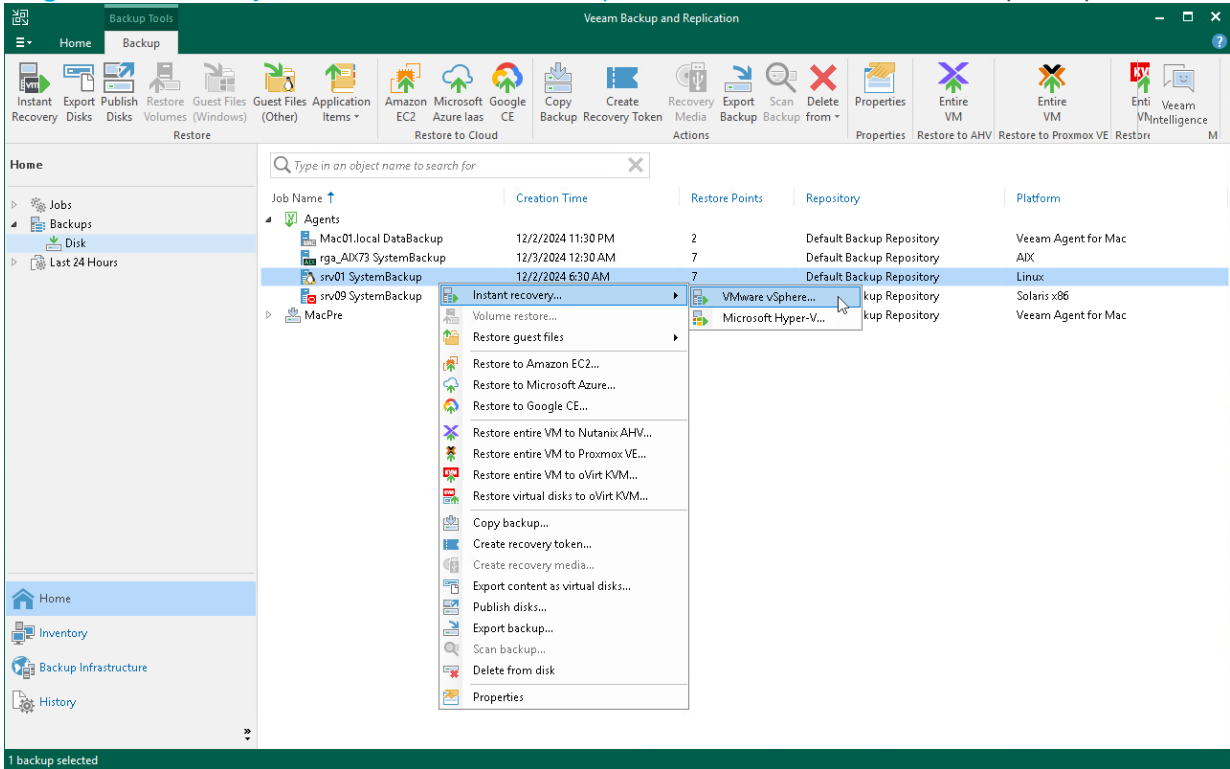 Backup Tools
Veeam Backup and Replication
Home Backup
Instant Recovery
Export Disks
Publish Disks
Restore Volumes
Guest Files (Windows)
Guest Files (Other)
Application Items
Amazon EC2
Microsoft Azure Iaas
Google CE
Copy Backup
Create Recovery Token
Recovery Media
Export Backup
Scan Backup
Delete from
Properties
Entire VM
Entire VM
Enti
Veeam
Intelligence
Restore
Restore to Cloud
Actions
Properties
Restore to AHV
Restore to Proxmox VE
Restore
M
Home
Type in an object name to search for
Jobs
Backups
Disk
Last 24 Hours
Job Name Creation Time Restore Points Repository Platform
Agents
Mac01.local DataBackup 12/2/2024 11:30 PM 2 Default Backup Repository Veeam Agent for Mac
rga_AIX73 SystemBackup 12/3/2024 12:30 AM 7 Default Backup Repository AIX
srv01 SystemBackup 12/2/2024 6:30 AM 7 Default Backup Repository Linux
srv09 SystemBackup kup Repository Solaris x86
MacPre kup Repository Veeam Agent for Mac
Instant recovery...
VMware vSphere...
Microsoft Hyper-V...
Volume restore...
Restore guest files
Restore to Amazon EC2...
Restore to Microsoft Azure...
Restore to Google CE...
Restore entire VM to Nutanix AHV...
Restore entire VM to Proxmox VE...
Restore entire VM to oVirt KVM...
Restore virtual disks to oVirt KVM...
Copy backup...
Create recovery token...
Create recovery media...
Export content as virtual disks...
Publish disks...
Export backup...
Scan backup...
Delete from disk
Properties
Home
Inventory
Backup Infrastructure
History
1 backup selected